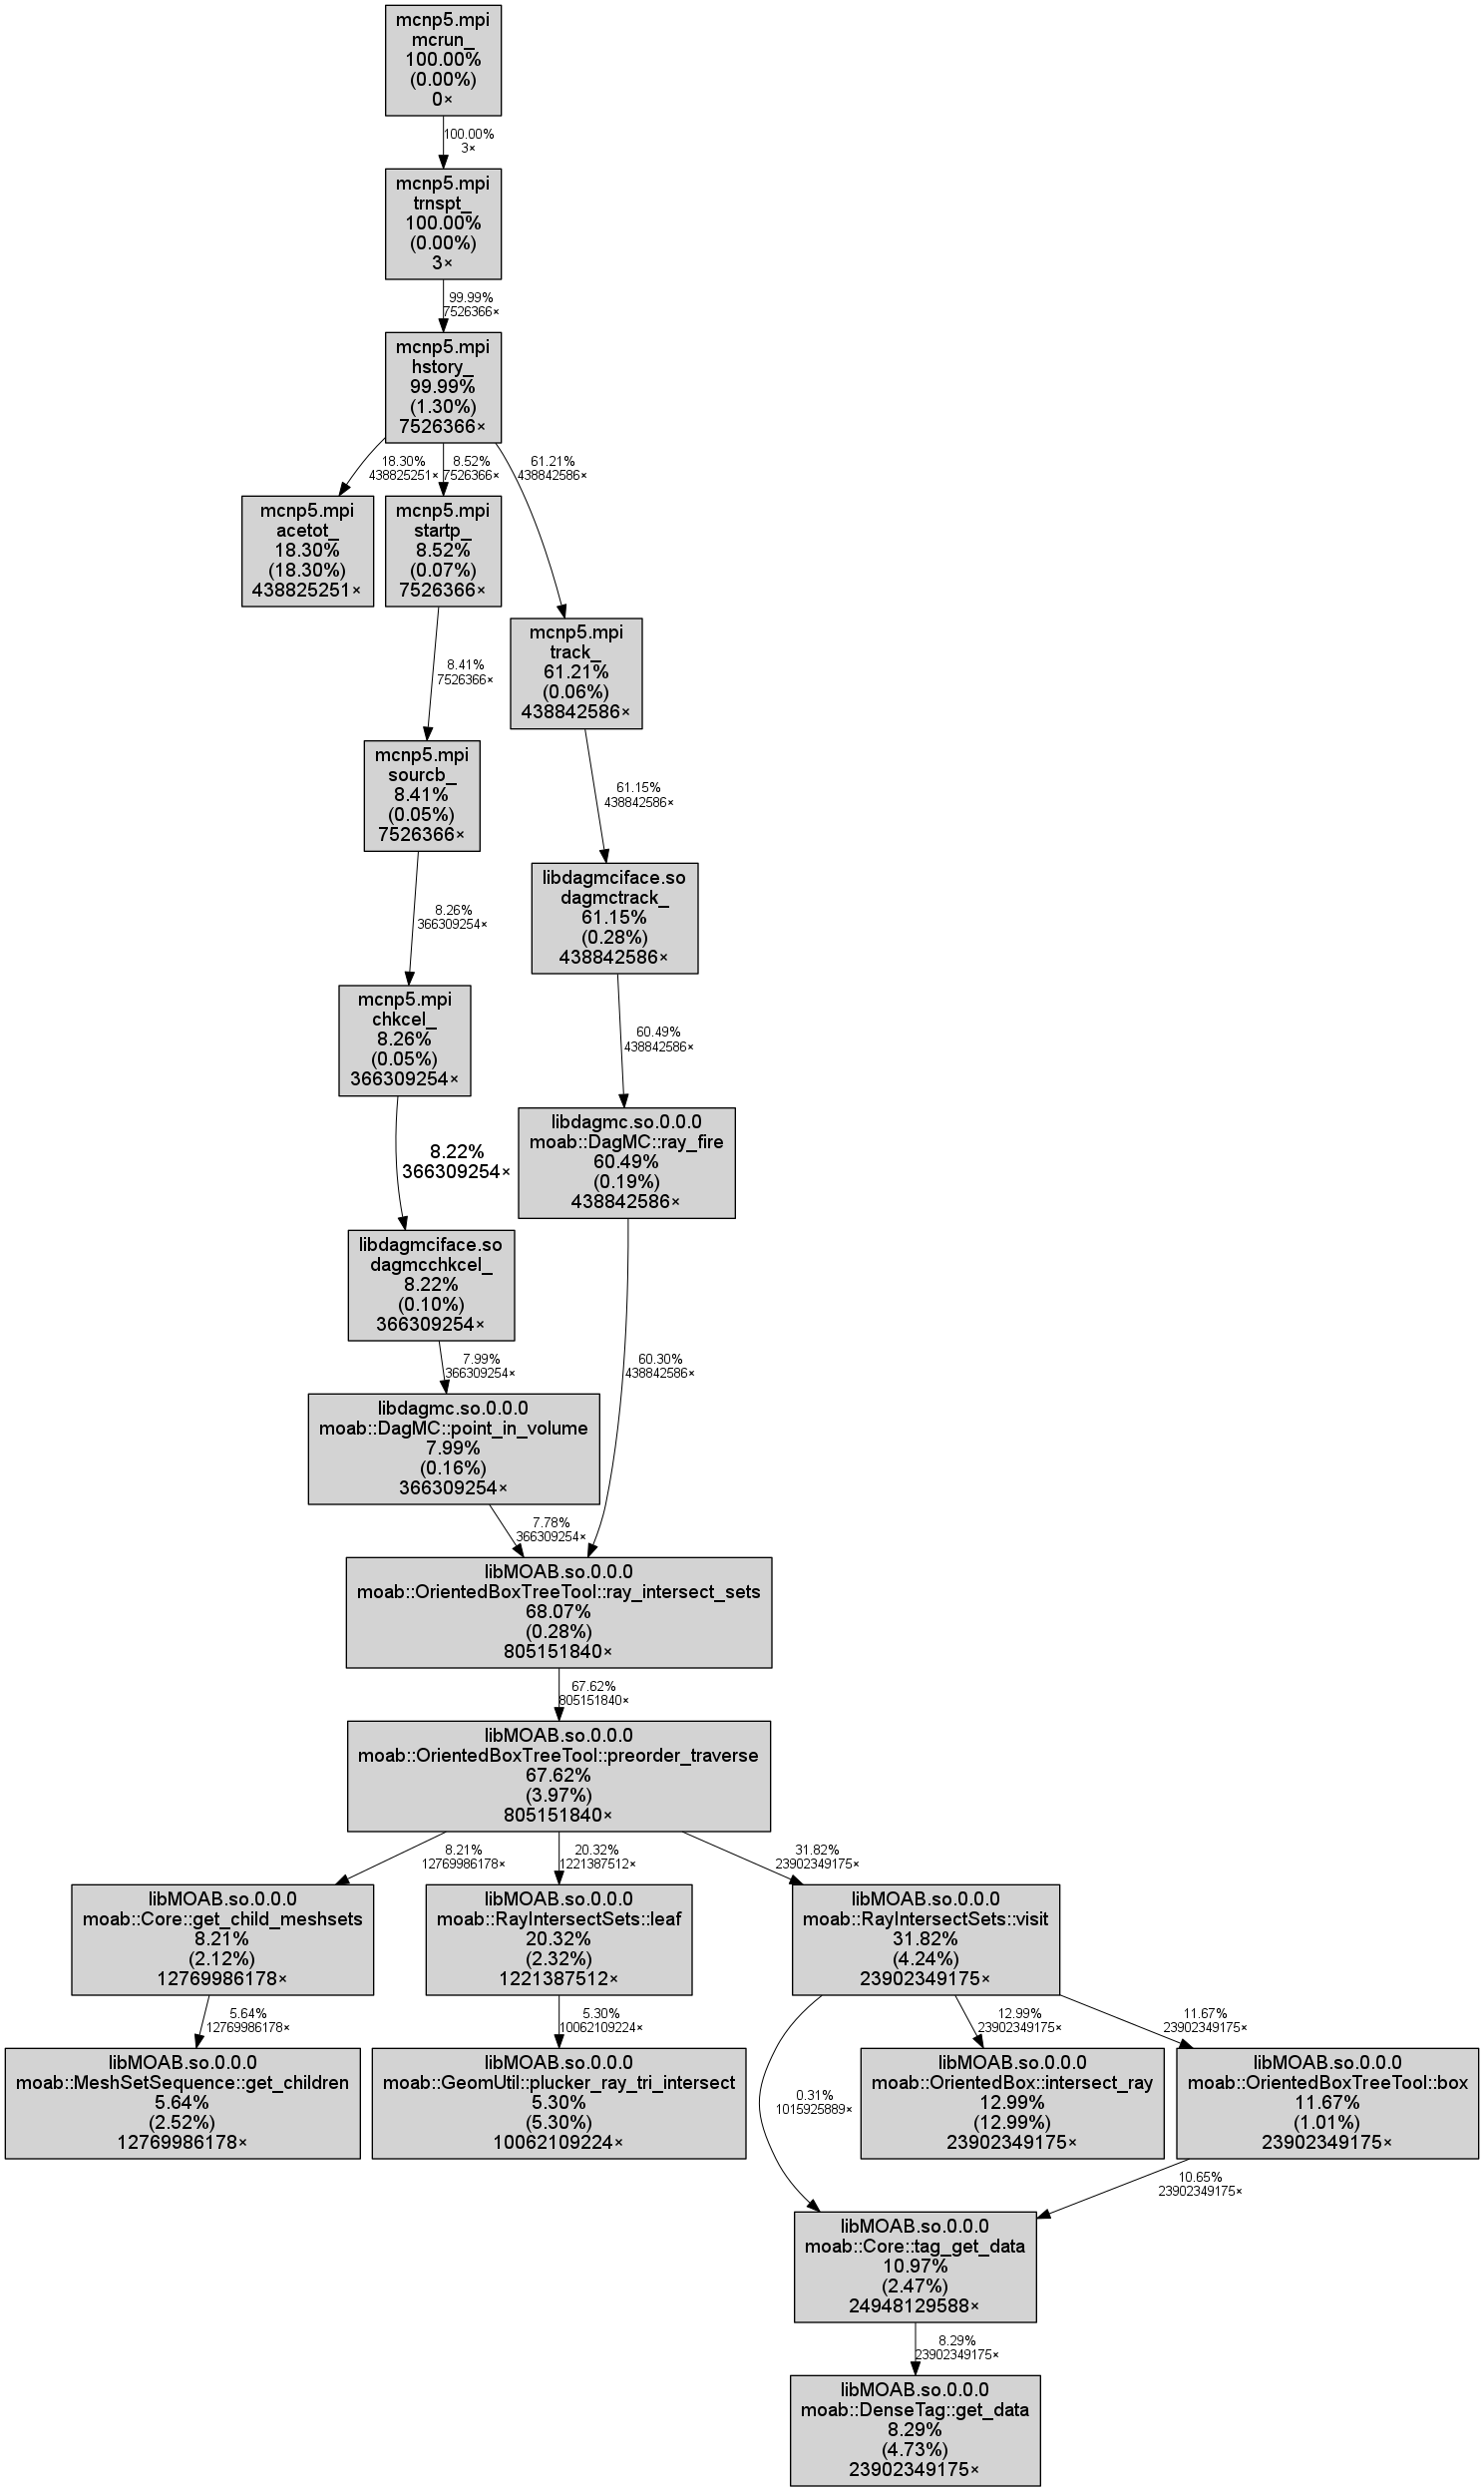 mcnp5.mpi
mcrun_
100.00%
(0.00%)
0×
100.00%
3×
mcnp5.mpi
trnspt_
100.00%
(0.00%)
3×
99.99%
7526366×
mcnp5.mpi
hstory_
99.99%
(1.30%)
7526366×
18.30%
438825251×
8.52%
7526366×
61.21%
438842586×
mcnp5.mpi
acetot_
18.30%
(18.30%)
438825251×
mcnp5.mpi
startp_
8.52%
(0.07%)
7526366×
mcnp5.mpi
track_
61.21%
(0.06%)
438842586×
8.41%
7526366×
mcnp5.mpi
sourcb_
8.41%
(0.05%)
7526366×
61.15%
438842586×
libdagmciface.so
dagmctrack_
61.15%
(0.28%)
438842586×
8.26%
366309254×
mcnp5.mpi
chkcel_
8.26%
(0.05%)
366309254×
60.49%
438842586×
libdagmc.so.0.0.0
moab::DagMC::ray_fire
60.49%
(0.19%)
438842586×
8.22%
366309254×
libdagmciface.so
dagmcchkcel_
8.22%
(0.10%)
366309254×
7.99%
366309254×
60.30%
438842586×
libdagmc.so.0.0.0
moab::DagMC::point_in_volume
7.99%
(0.16%)
366309254×
7.78%
366309254×
libMOAB.so.0.0.0
moab::OrientedBoxTreeTool::ray_intersect_sets
68.07%
(0.28%)
805151840×
67.62%
805151840×
libMOAB.so.0.0.0
moab::OrientedBoxTreeTool::preorder_traverse
67.62%
(3.97%)
805151840×
8.21%
12769986178×
20.32%
1221387512×
31.82%
23902349175×
libMOAB.so.0.0.0
moab::Core::get_child_meshsets
8.21%
(2.12%)
12769986178×
libMOAB.so.0.0.0
moab::RayIntersectSets::leaf
20.32%
(2.32%)
1221387512×
libMOAB.so.0.0.0
moab::RayIntersectSets::visit
31.82%
(4.24%)
23902349175×
5.64%
12769986178×
5.30%
10062109224×
0.31%
1015925889×
12.99%
23902349175×
11.67%
23902349175×
libMOAB.so.0.0.0
moab::MeshSetSequence::get_children
5.64%
(2.52%)
12769986178×
libMOAB.so.0.0.0
moab::GeomUtil::plucker_ray_tri_intersect
5.30%
(5.30%)
10062109224×
libMOAB.so.0.0.0
moab::OrientedBox::intersect_ray
12.99%
(12.99%)
23902349175×
libMOAB.so.0.0.0
moab::OrientedBoxTreeTool::box
11.67%
(1.01%)
23902349175×
10.65%
23902349175×
libMOAB.so.0.0.0
moab::Core::tag_get_data
10.97%
(2.47%)
24948129588×
8.29%
23902349175×
libMOAB.so.0.0.0
moab::DenseTag::get_data
8.29%
(4.73%)
23902349175×